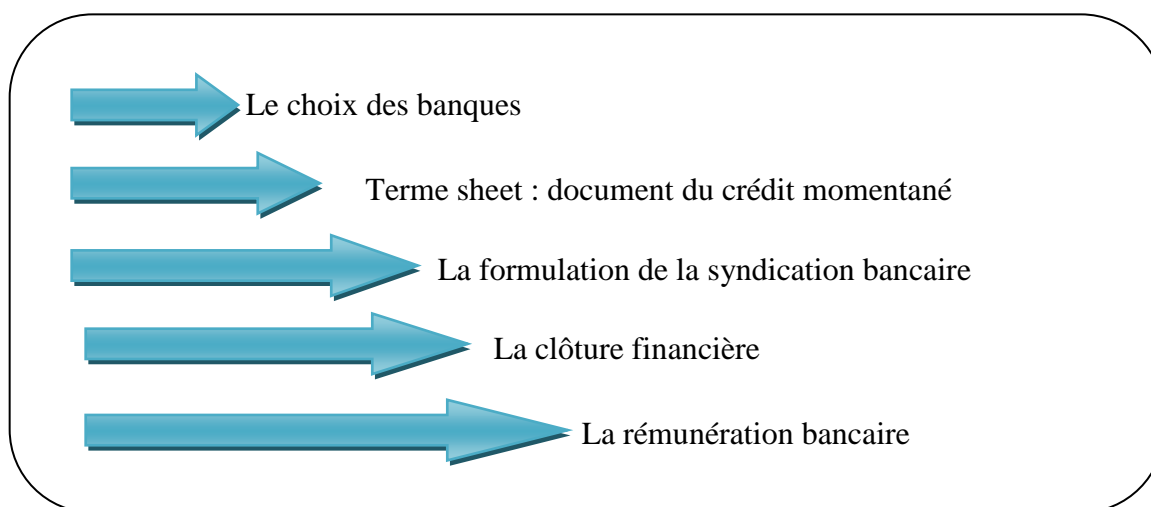 Le choix des banques
Terme sheet : document du crédit momentané
La formulation de la syndication bancaire
La clôture financière
La rémunération bancaire